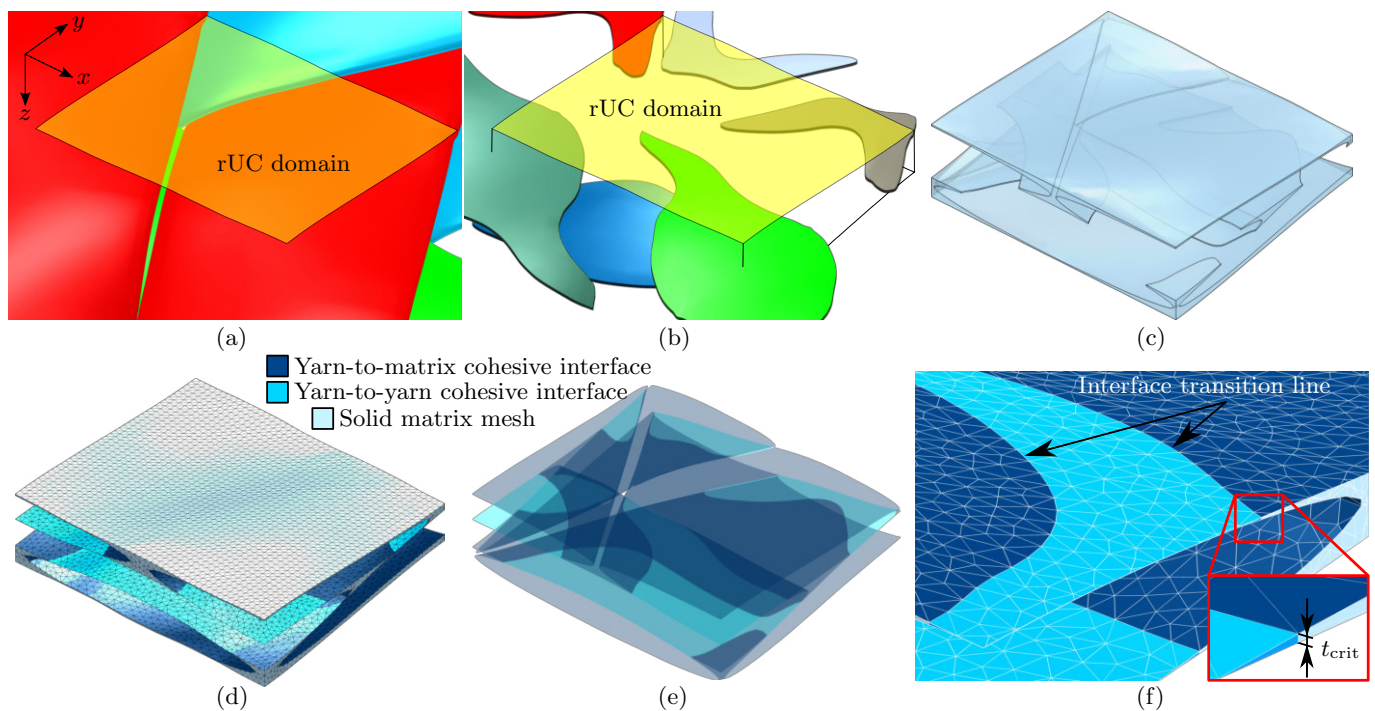 y
x
z
rUC domain
(a)
rUC domain
(b)
(c)
Yarn-to-matrix cohesive interface
Yarn-to-yarn cohesive interface
Solid matrix mesh
(d)
(e)
Interface transition line
t_crit
(f)